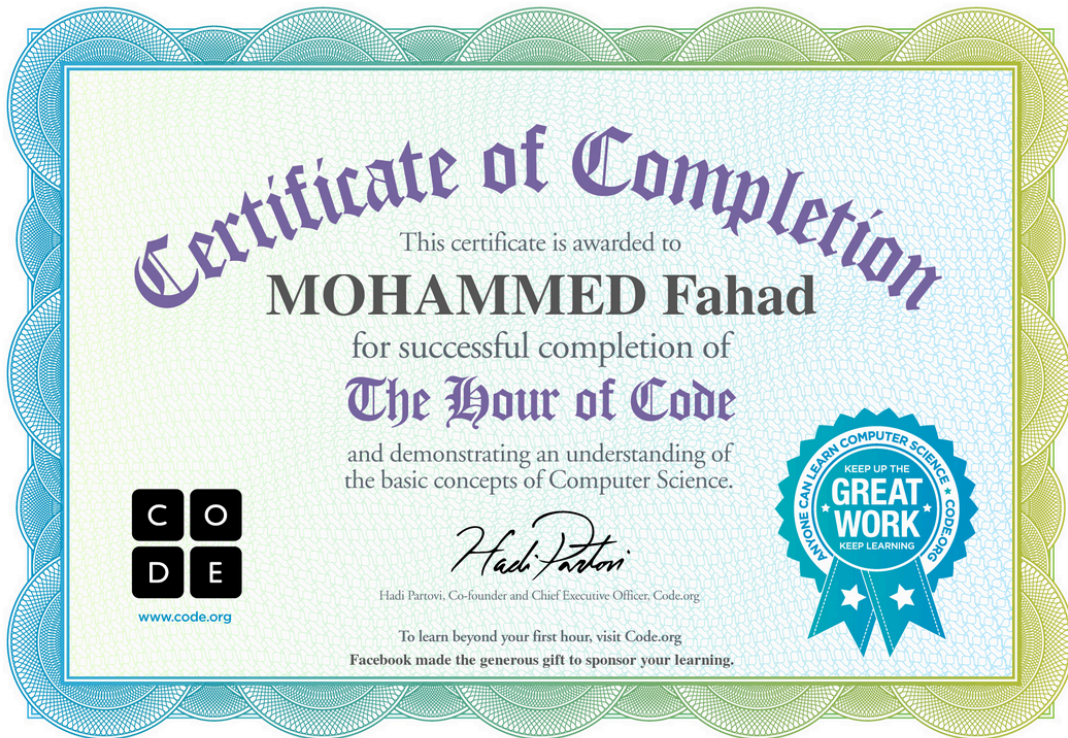 Certificate of Completion
This certificate is awarded to
MOHAMMED Fahad
for successful completion of
The Hour of Code
and demonstrating an understanding of
the basic concepts of Computer Science.
C O
D E
www.code.org
Hadi Partovi
Hadi Partovi, Co-founder and Chief Executive Officer, Code.org
To learn beyond your first hour, visit Code.org
Facebook made the generous gift to sponsor your learning.
ANYONE CAN LEARN COMPUTER SCIENCE ★ CODE.ORG
KEEP UP THE
GREAT
WORK
KEEP LEARNING